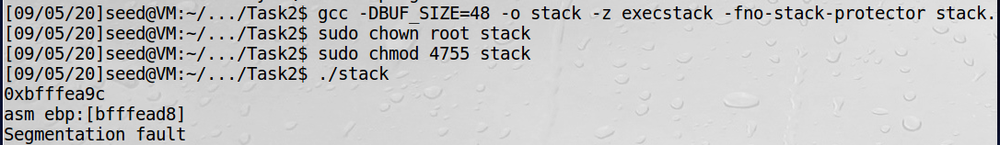 [09/05/20]seed@VM:~/.../Task2$ gcc -DBUF_SIZE=48 -o stack -z execstack -fno-stack-protector stack.
[09/05/20]seed@VM:~/.../Task2$ sudo chown root stack
[09/05/20]seed@VM:~/.../Task2$ sudo chmod 4755 stack
[09/05/20]seed@VM:~/.../Task2$ ./stack
0xbfffea9c
asm ebp:[bfffead8]
Segmentation fault